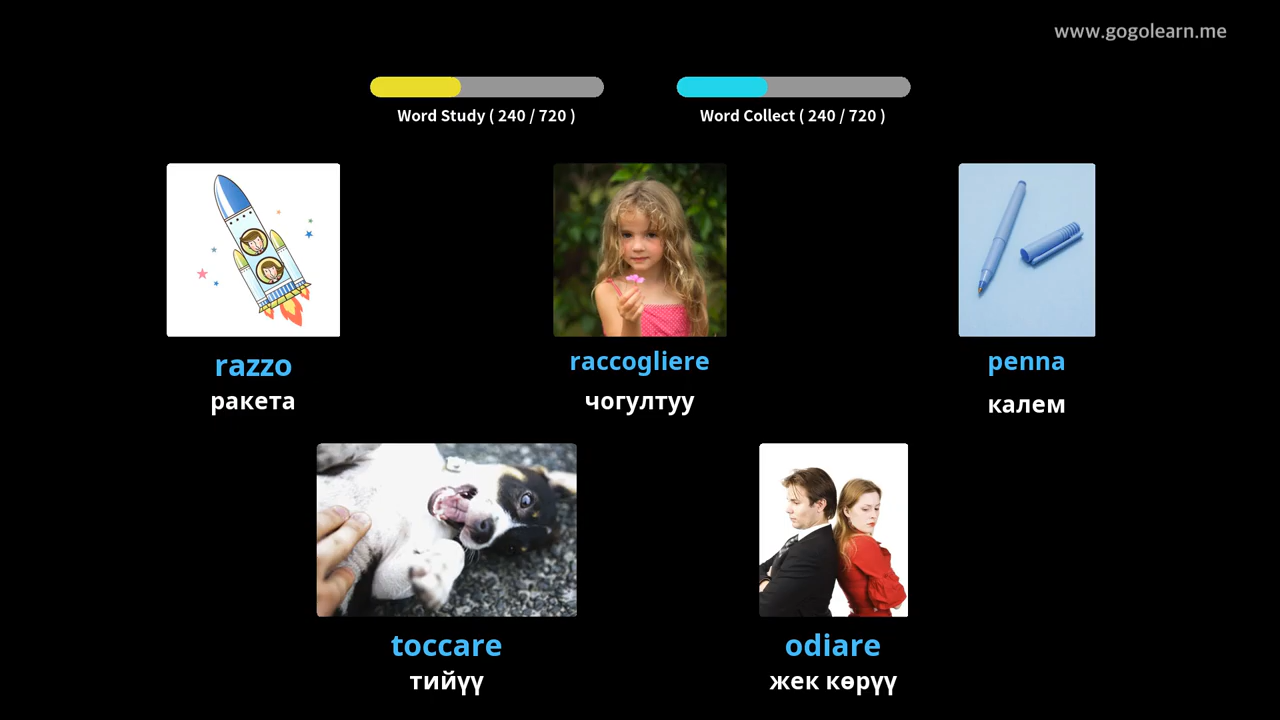 www.gogolearn.me
Word Study ( 240 / 720 )
Word Collect ( 240 / 720 )
razzo
ракета
raccogliere
чогултуу
penna
калем
toccare
тийүү
odiare
жек көрүү